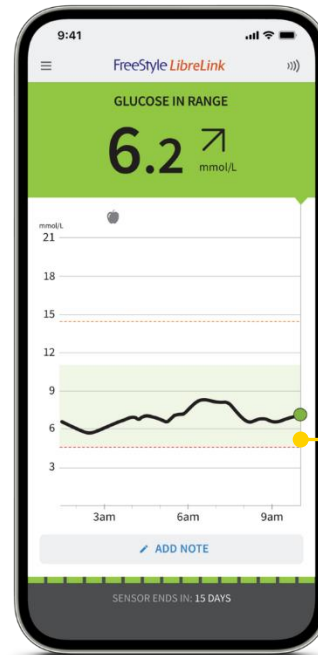 9:41
FreeStyle LibreLink
GLUCOSE IN RANGE
6.2
mmol/L
mmol/L
21
18
15
12
9
6
3
3am 6am 9am
ADD NOTE
SENSOR ENDS IN: 15 DAYS